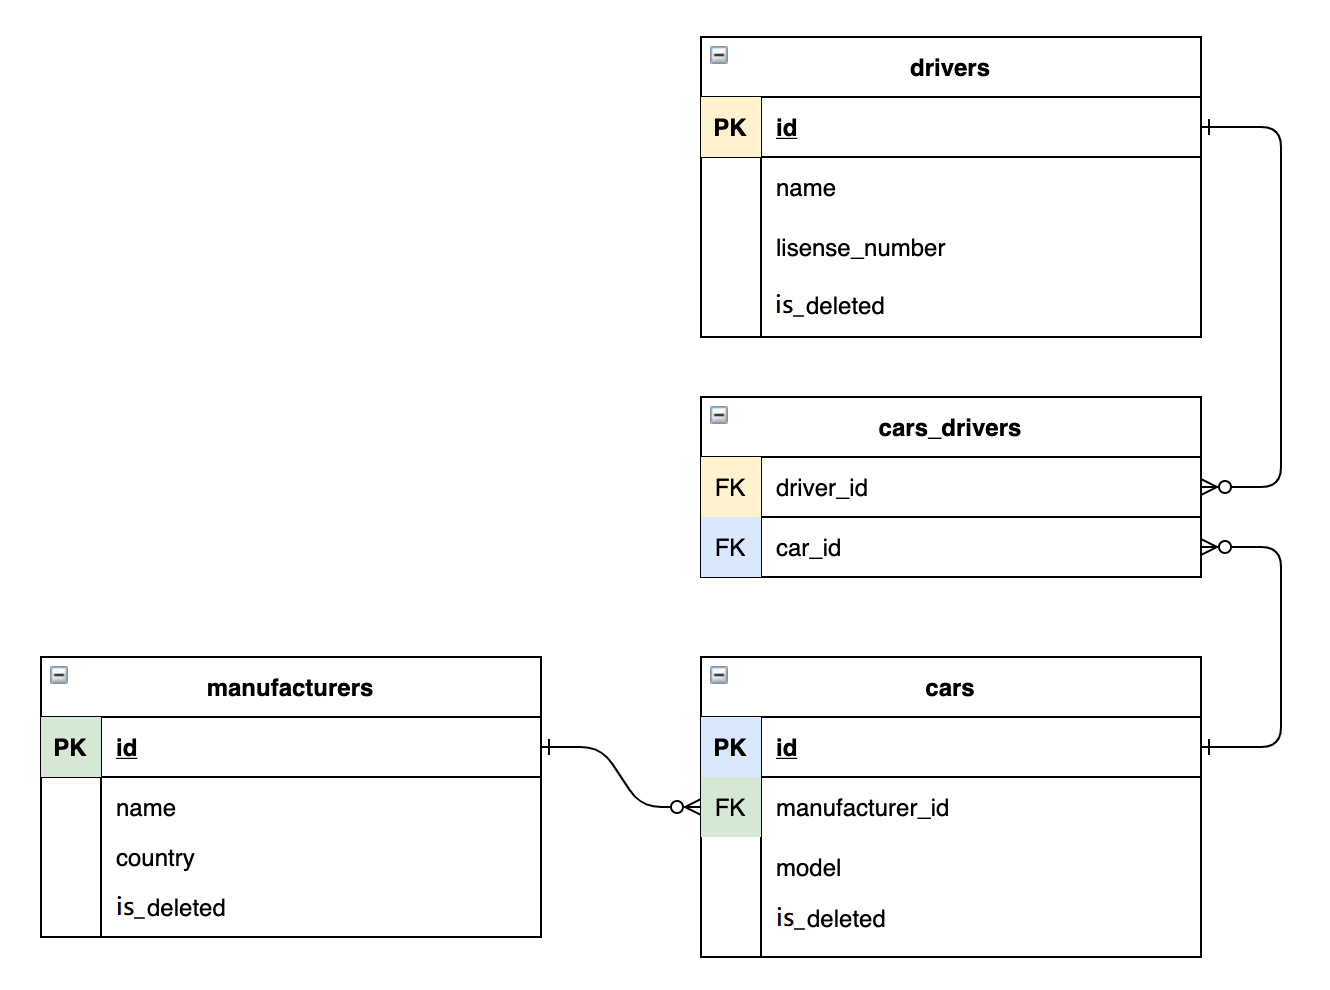 drivers
PK id
name
lisense_number
is_deleted
cars_drivers
FK driver_id
FK car_id
manufacturers
PK id
name
country
is_deleted
cars
PK id
FK manufacturer_id
model
is_deleted